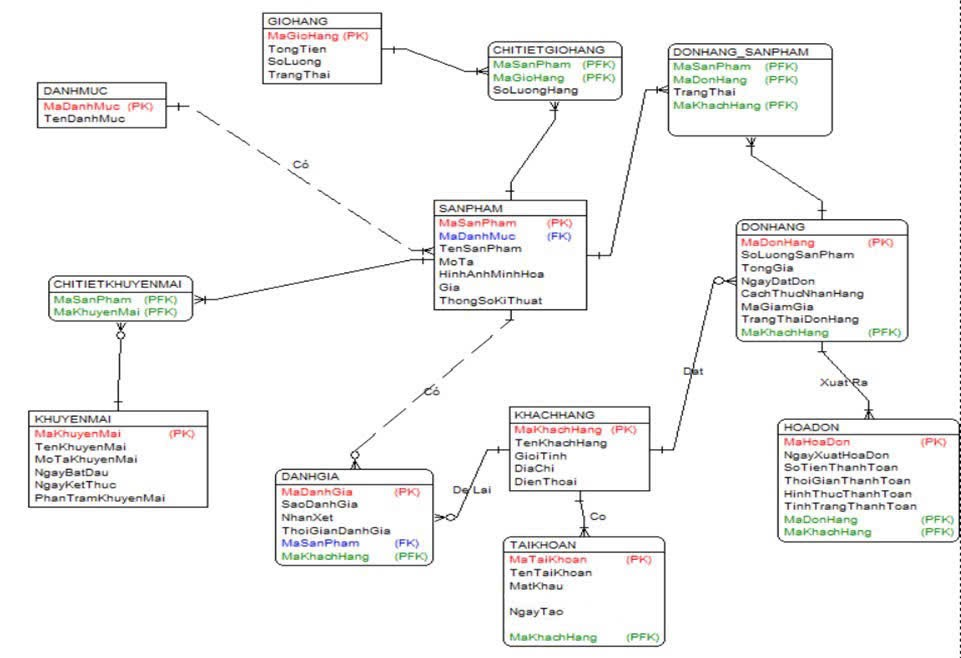 GIOHANG
MaGioHang (PK)
TongTien
SoLuong
TrangThai
CHITIETGIOHANG
MaSanPham (PFK)
MaGioHang (PFK)
SoLuongHang
DONHANG_SANPHAM
MaSanPham (PFK)
MaDonHang (PFK)
TrangThai
MaKhachHang (PFK)
DANHMUC
MaDanhMuc (PK)
TenDanhMuc
Có
SANPHAM
MaSanPham (PK)
MaDanhMuc (FK)
TenSanPham
MoTa
HinhAnhMinhHoa
Gia
ThongSoKiThuat
DONHANG
MaDonHang (PK)
SoLuongSanPham
TongGia
NgayDatDon
CachThucNhanHang
MaGiamGia
TrangThaiDonHang
MaKhachHang (PFK)
CHITIETKHUYENMAI
MaSanPham (PFK)
MaKhuyenMai (PFK)
Có
Dat
Xuat Ra
KHUYENMAI
MaKhuyenMai (PK)
TenKhuyenMai
MoTaKhuyenMai
NgayBatDau
NgayKetThuc
PhanTramKhuyenMai
KHACHHANG
MaKhachHang (PK)
TenKhachHang
GioiTinh
DiaChi
DienThoai
HOADON
MaHoaDon (PK)
NgayXuatHoaDon
SoTienThanhToan
ThoiGianThanhToan
HinhThucThanhToan
TinhTrangThanhToan
MaDonHang (PFK)
MaKhachHang (PFK)
DANHGIA
MaDanhGia (PK)
SaoDanhGia
NhanXet
ThoiGianDanhGia
MaSanPham (FK)
MaKhachHang (PFK)
De Lai
Co
TAIKHOAN
MaTaiKhoan (PK)
TenTaiKhoan
MatKhau
NgayTao
MaKhachHang (PFK)